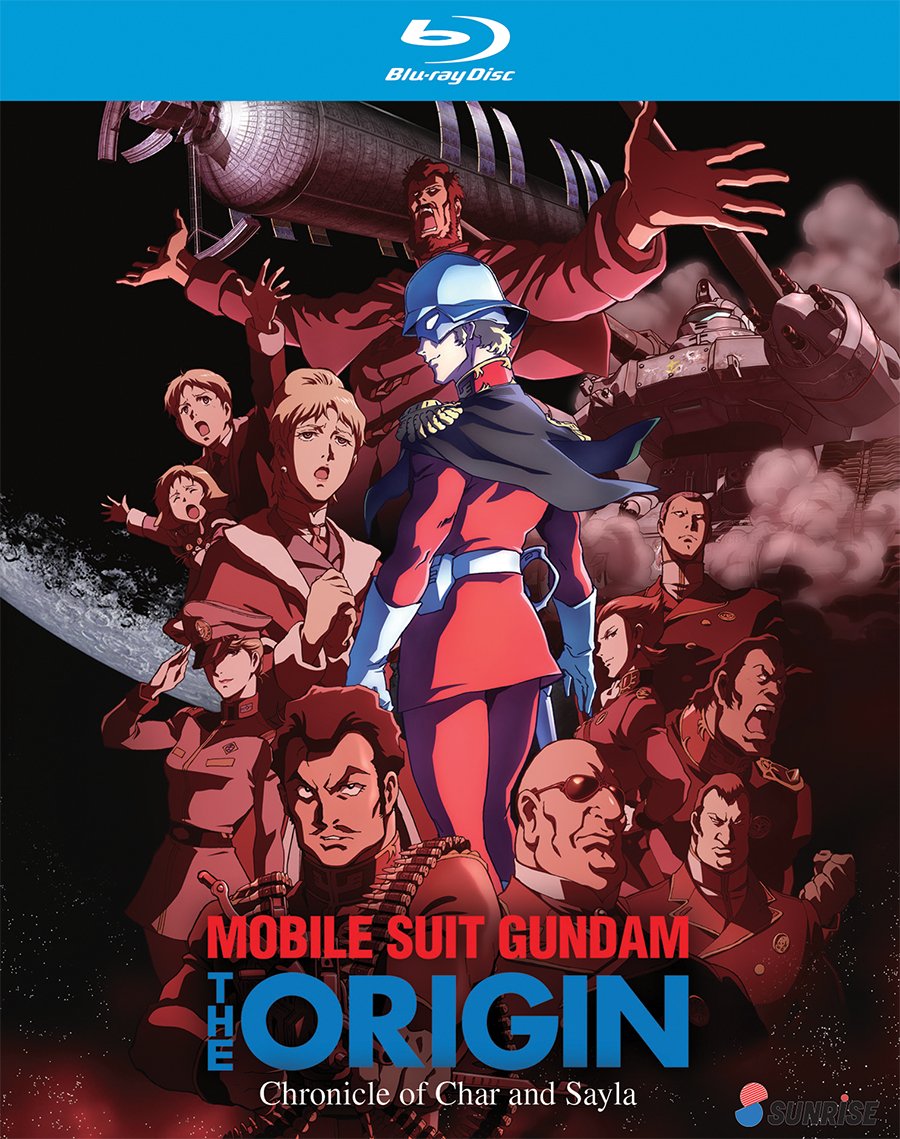 Blu-ray Disc
MOBILE SUIT GUNDAM
THE
ORIGIN
Chronicle of Char and Sayla
SUNRISE